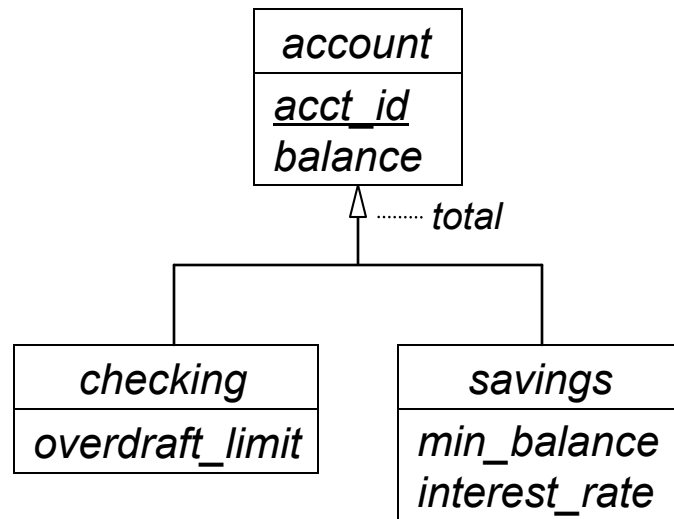 account
acct_id
balance
total
checking
overdraft_limit
savings
min_balance
interest_rate